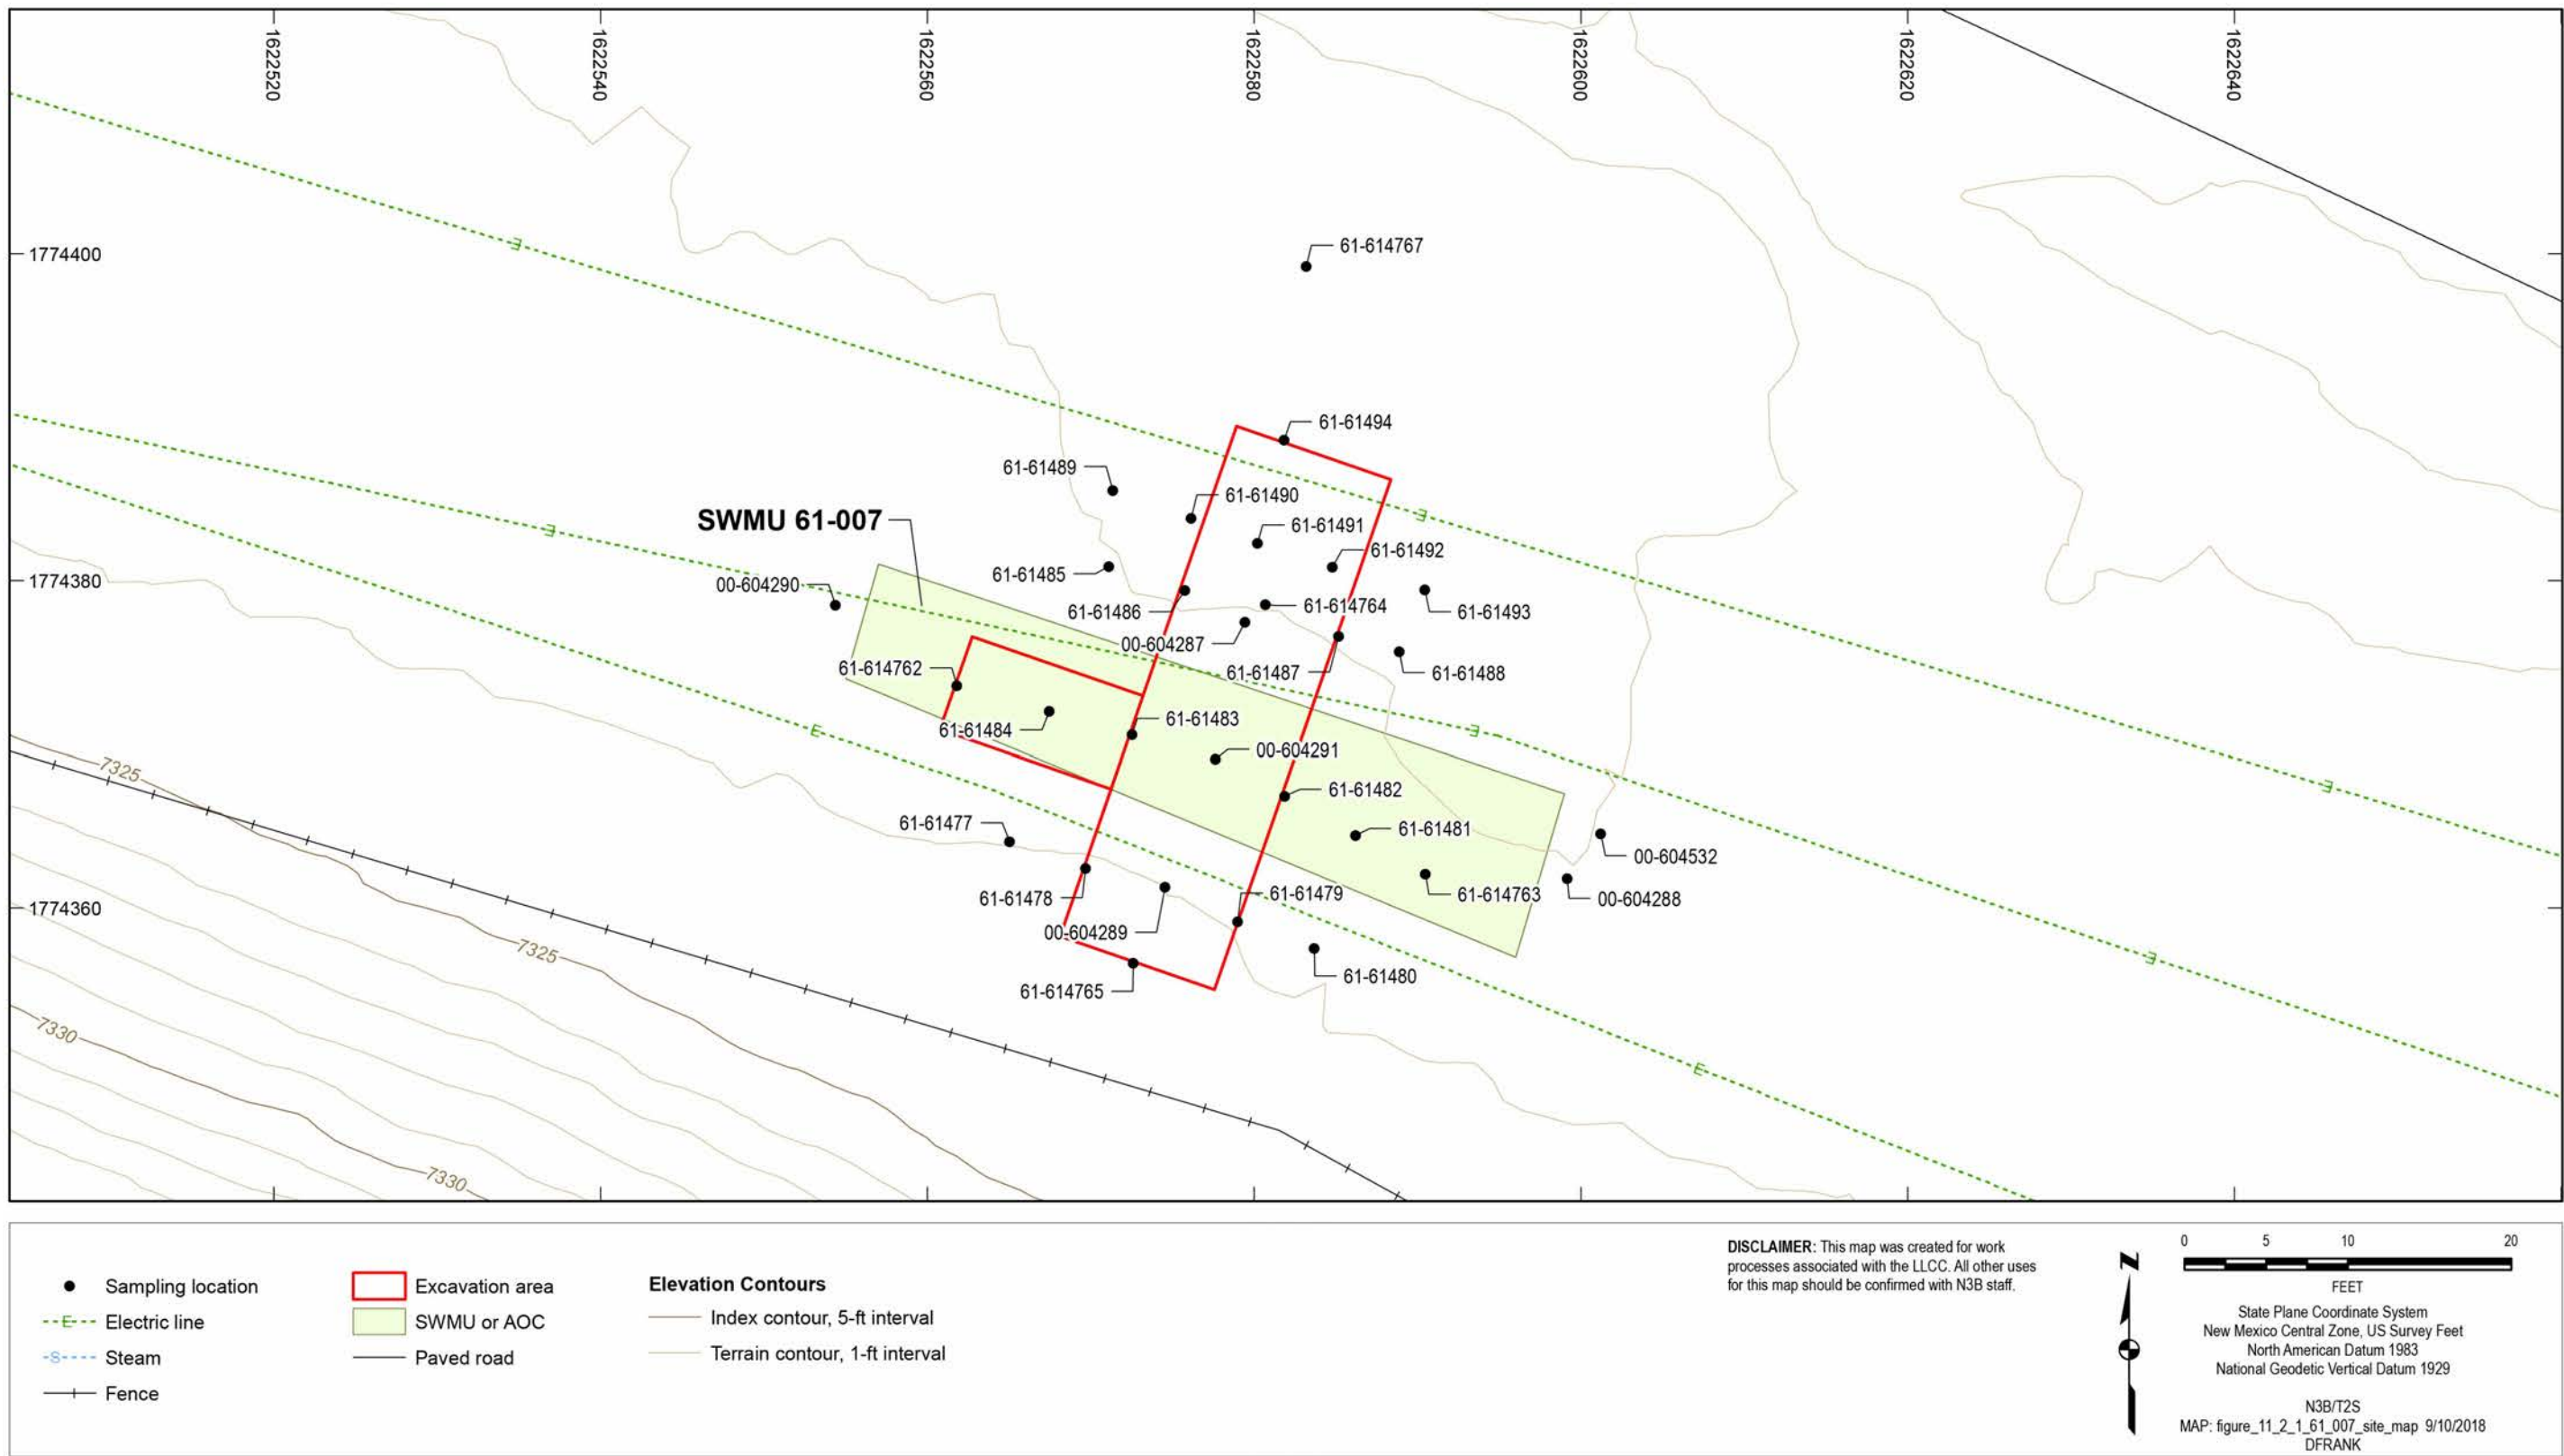 1622520
1622540
1622560
1622580
1622600
1622620
1622640
1774400
61-614767
E
61-61494
61-61489
61-61490
E
SWMU 61-007
61-61491
E
61-61492
1774380
61-61485
00-604290
61-61486
61-614764
61-61493
00-604287
61-614762
61-61487
61-61488
61-61483
E
61-61484
E
00-604291
7325
E
61-61482
61-61477
61-61481
00-604532
61-61478
61-61479
61-614763
00-604288
1774360
00-604289
7325
E
61-61480
61-614765
7330
E
7330
Sampling location
E
Electric line
S
Steam
Fence
Excavation area
SWMU or AOC
Paved road
Elevation Contours
Index contour, 5-ft interval
Terrain contour, 1-ft interval
DISCLAIMER: This map was created for work
processes associated with the LLCC. All other uses
for this map should be confirmed with N3B staff.
N
0 5 10 20
FEET
State Plane Coordinate System
New Mexico Central Zone, US Survey Feet
North American Datum 1983
National Geodetic Vertical Datum 1929
N3B/T2S
MAP: figure_11_2_1_61_007_site_map 9/10/2018
DFRANK